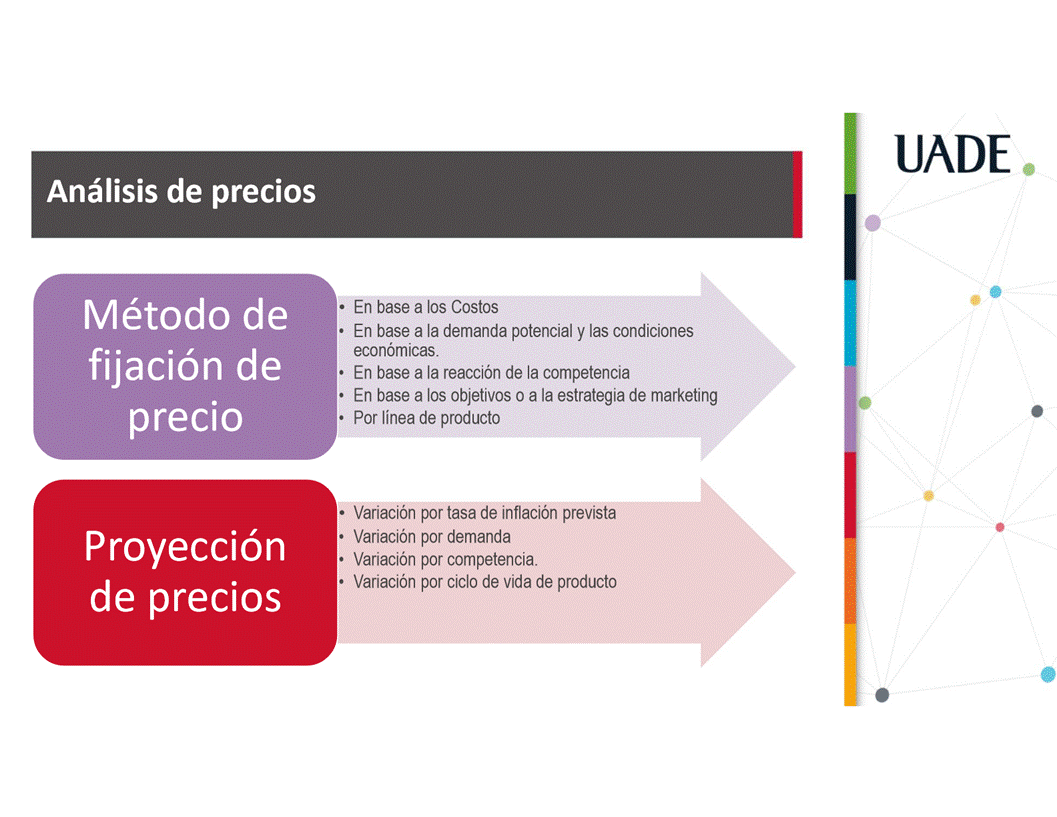 UADE
Análisis de precios
Método de
fijación de
precio
• En base a los Costos
• En base a la demanda potencial y las condiciones
económicas.
• En base a la reacción de la competencia
• En base a los objetivos o a la estrategia de marketing
• Por línea de producto
Proyección
de precios
• Variación por tasa de inflación prevista
• Variación por demanda
• Variación por competencia.
• Variación por ciclo de vida de producto